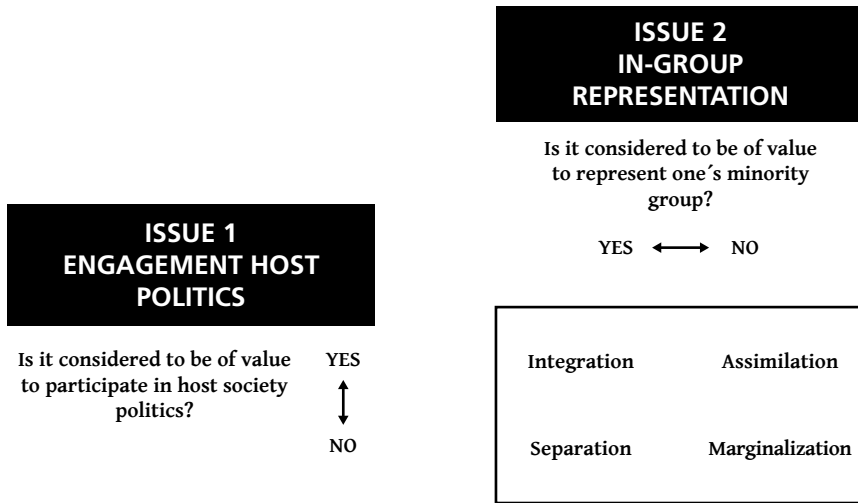 ISSUE 2
IN-GROUP
REPRESENTATION
Is it considered to be of value
to represent one´s minority
group?
YES NO
ISSUE 1
ENGAGEMENT HOST
POLITICS
Is it considered to be of value
to participate in host society
politics?
YES
NO
Integration Assimilation
Separation Marginalization